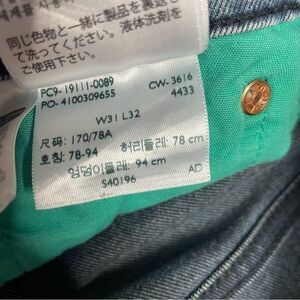 同じ色物と一緒に製品を裏返し
て洗ってください。液体洗剤を
ご使用下さい。
PC9- 19111-0089 CW-3616
PO- 4100309655 4433
W31 L32
尺码: 170/78A
호칭: 78-94 허리둘레: 78 cm
엉덩이둘레: 94 cm
S40196 AD